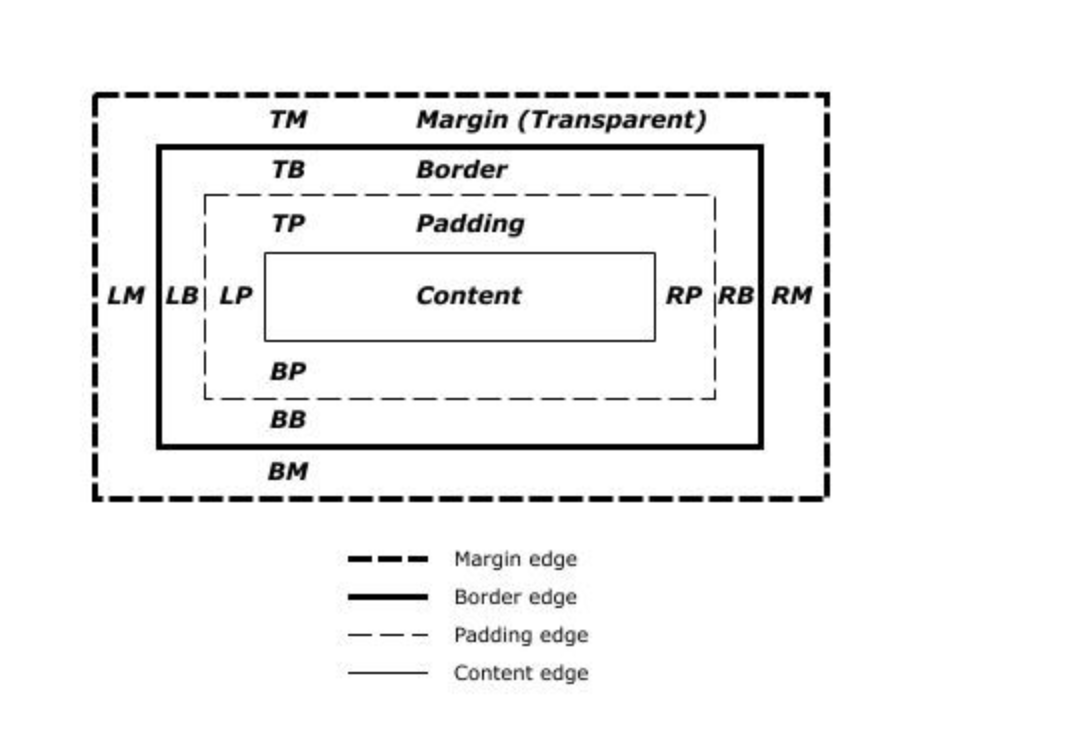 TM Margin (Transparent)
TB Border
TP Padding
LM LB LP Content RP RB RM
BP
BB
BM
Margin edge
Border edge
Padding edge
Content edge